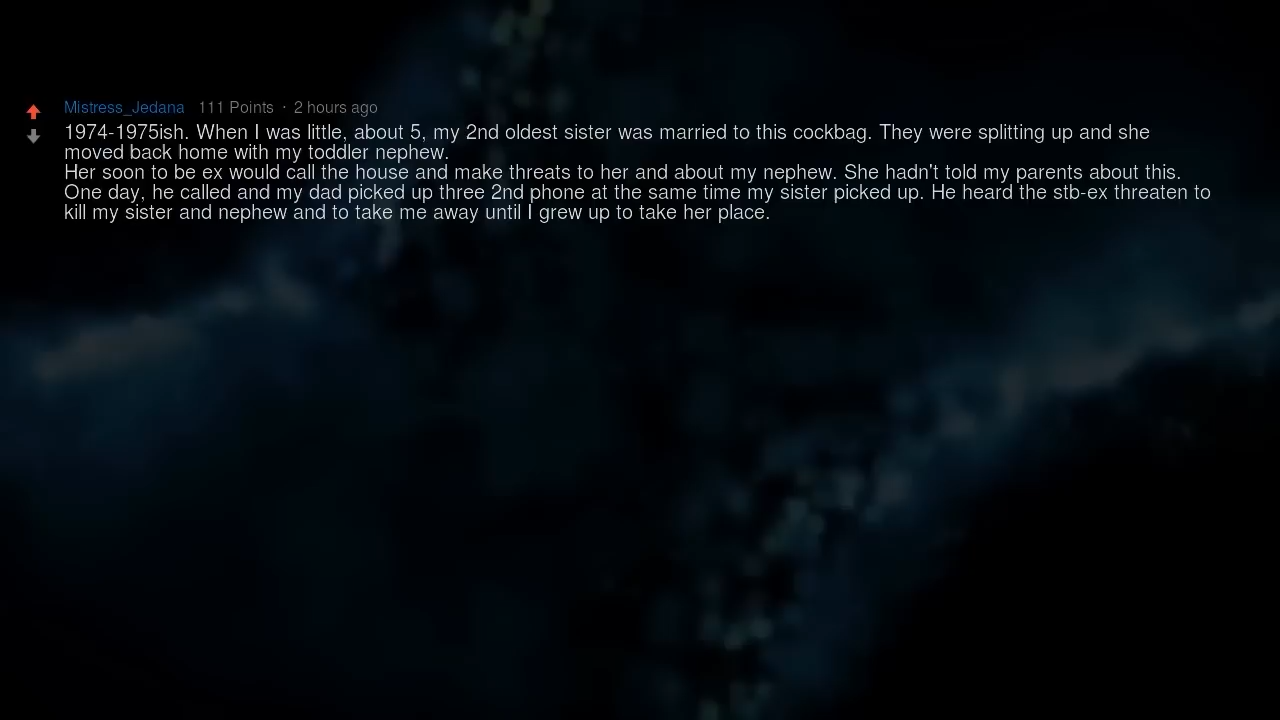 Mistress_Jedana 111 Points · 2 hours ago
1974-1975ish. When I was little, about 5, my 2nd oldest sister was married to this cockbag. They were splitting up and she
moved back home with my toddler nephew.
Her soon to be ex would call the house and make threats to her and about my nephew. She hadn't told my parents about this.
One day, he called and my dad picked up three 2nd phone at the same time my sister picked up. He heard the stb-ex threaten to
kill my sister and nephew and to take me away until I grew up to take her place.